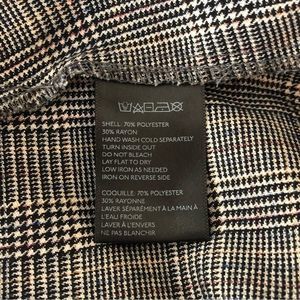 SHELL: 70% POLYESTER
30% RAYON
HAND WASH COLD SEPARATELY
TURN INSIDE OUT
DO NOT BLEACH
LAY FLAT TO DRY
LOW IRON AS NEEDED
IRON ON REVERSE SIDE
COQUILLE: 70% POLYESTER
30% RAYONNE
LAVER SÉPARÉMENT À LA MAIN À
L'EAU FROIDE
LAVER À L'ENVERS
NE PAS BLANCHIR